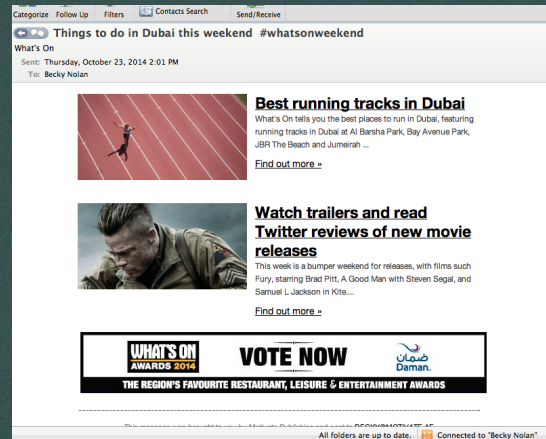 Categorize Follow Up Filters Contacts Search Send/Receive
Things to do in Dubai this weekend #whatsonweekend
What's On
Sent: Thursday, October 23, 2014 2:01 PM
To: Becky Nolan
Best running tracks in Dubai
What's On tells you the best places to run in Dubai, featuring
running tracks in Dubai at Al Barsha Park, Bay Avenue Park,
JBR The Beach and Jumeirah ...
Find out more »
Watch trailers and read
Twitter reviews of new movie
releases
This week is a bumper weekend for releases, with films such
Fury, starring Brad Pitt, A Good Man with Steven Segal, and
Samuel L Jackson in Kite....
Find out more »
WHAT'S ON
AWARDS 2014
VOTE NOW
ضمان
Daman.
THE REGION'S FAVOURITE RESTAURANT, LEISURE & ENTERTAINMENT AWARDS
All folders are up to date. Connected to "Becky Nolan"